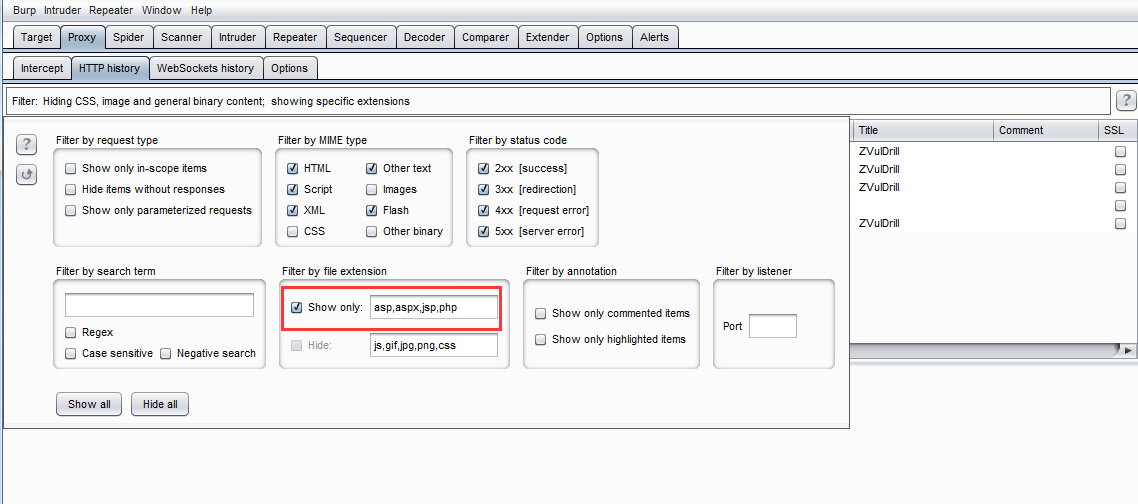 Burp Intruder Repeater Window Help
Target Proxy Spider Scanner Intruder Repeater Sequencer Decoder Comparer Extender Options Alerts
Intercept HTTP history WebSockets history Options
Filter: Hiding CSS, image and general binary content; showing specific extensions ?
Title Comment SSL
ZVulDrill
ZVulDrill
ZVulDrill
ZVulDrill
?
Filter by request type
Show only in-scope items
Hide items without responses
Show only parameterized requests
Filter by MIME type
HTML Other text
Script Images
XML Flash
CSS Other binary
Filter by status code
2xx [success]
3xx [redirection]
4xx [request error]
5xx [server error]
Filter by search term
Regex
Case sensitive Negative search
Filter by file extension
Show only: asp,aspx,jsp,php
Hide: js,gif,jpg,png,css
Filter by annotation
Show only commented items
Show only highlighted items
Filter by listener
Port
Show all Hide all